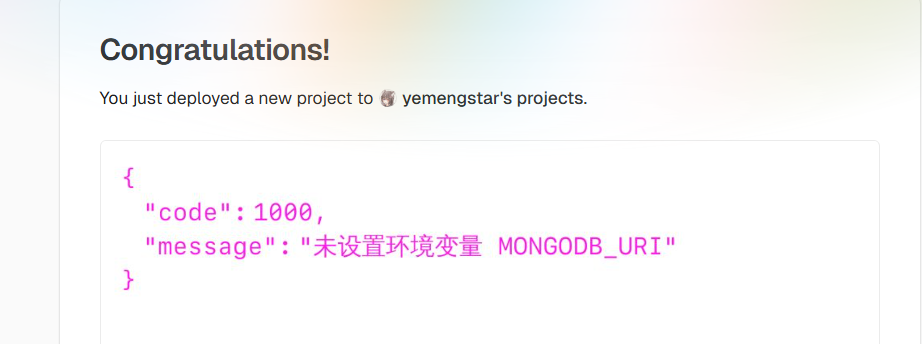 Congratulations!
You just deployed a new project to yemengstar's projects.
{
"code": 1000,
"message": "未设置环境变量 MONGODB_URI"
}